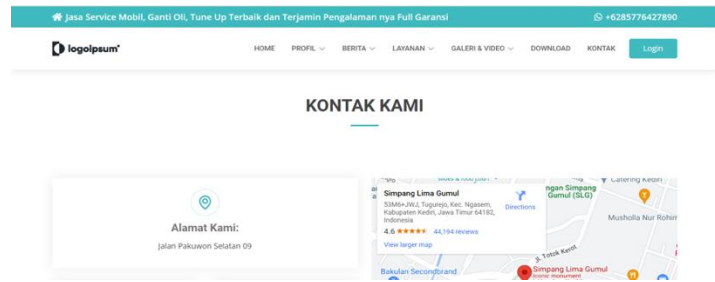 Jasa Service Mobil, Ganti Oli, Tune Up Terbaik dan Terjamin Pengalaman nya Full Garansi
+6285776427890
logoipsum
HOME PROFIL BERITA LAYANAN GALERI & VIDEO DOWNLOAD KONTAK Login
KONTAK KAMI
Alamat Kami:
Jalan Pakuwon Selatan 09
Simpang Lima Gumul
53M6+JWJ, Tugurejo, Kec. Ngasem,
Kabupaten Kediri, Jawa Timur 64182,
Indonesia
4.6 ★★★★★ 44,194 reviews
View larger map
Directions
Catering Kediri
ngan Simpang
Gumul (SLG)
Musholla Nur Rohim
Jl. Totok Kerot
Bakulan Secondbrand
Simpang Lima Gumul
Iconic monument